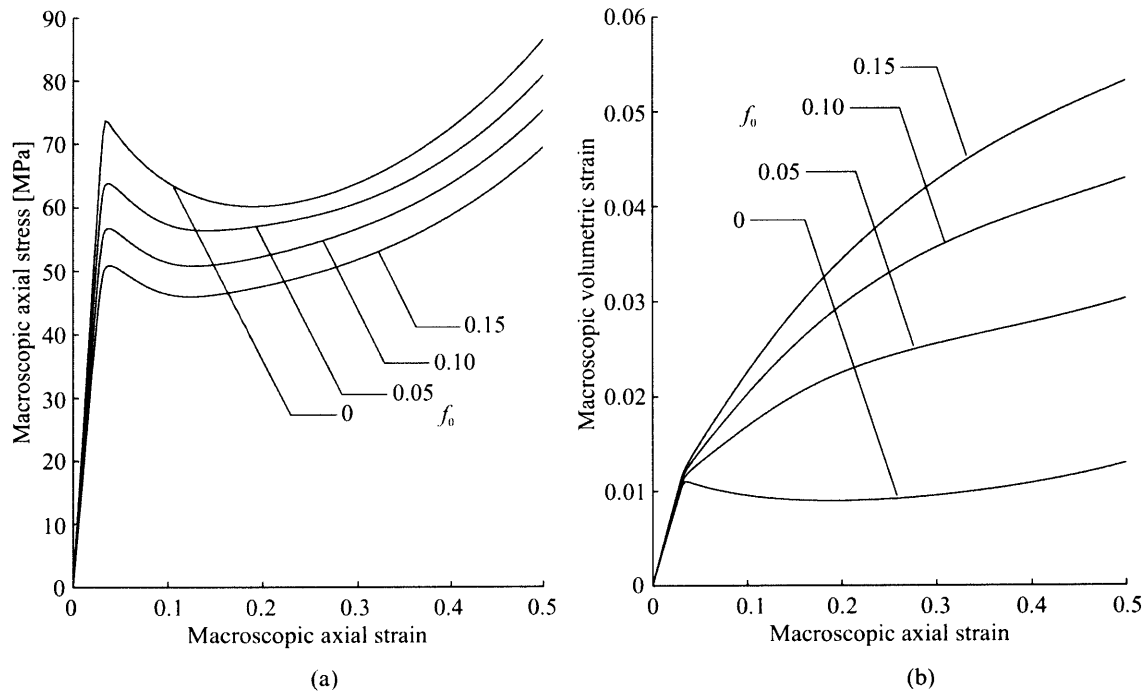 90
80
70
60
50
40
30
20
10
0
Macroscopic axial stress [MPa]
0.15
0.10
0.05
0
f₀
0 0.1 0.2 0.3 0.4 0.5
Macroscopic axial strain
(a)
0.06
0.05
0.04
0.03
0.02
0.01
0
Macroscopic volumetric strain
0.15
0.10
f₀
0.05
0
0 0.1 0.2 0.3 0.4 0.5
Macroscopic axial strain
(b)